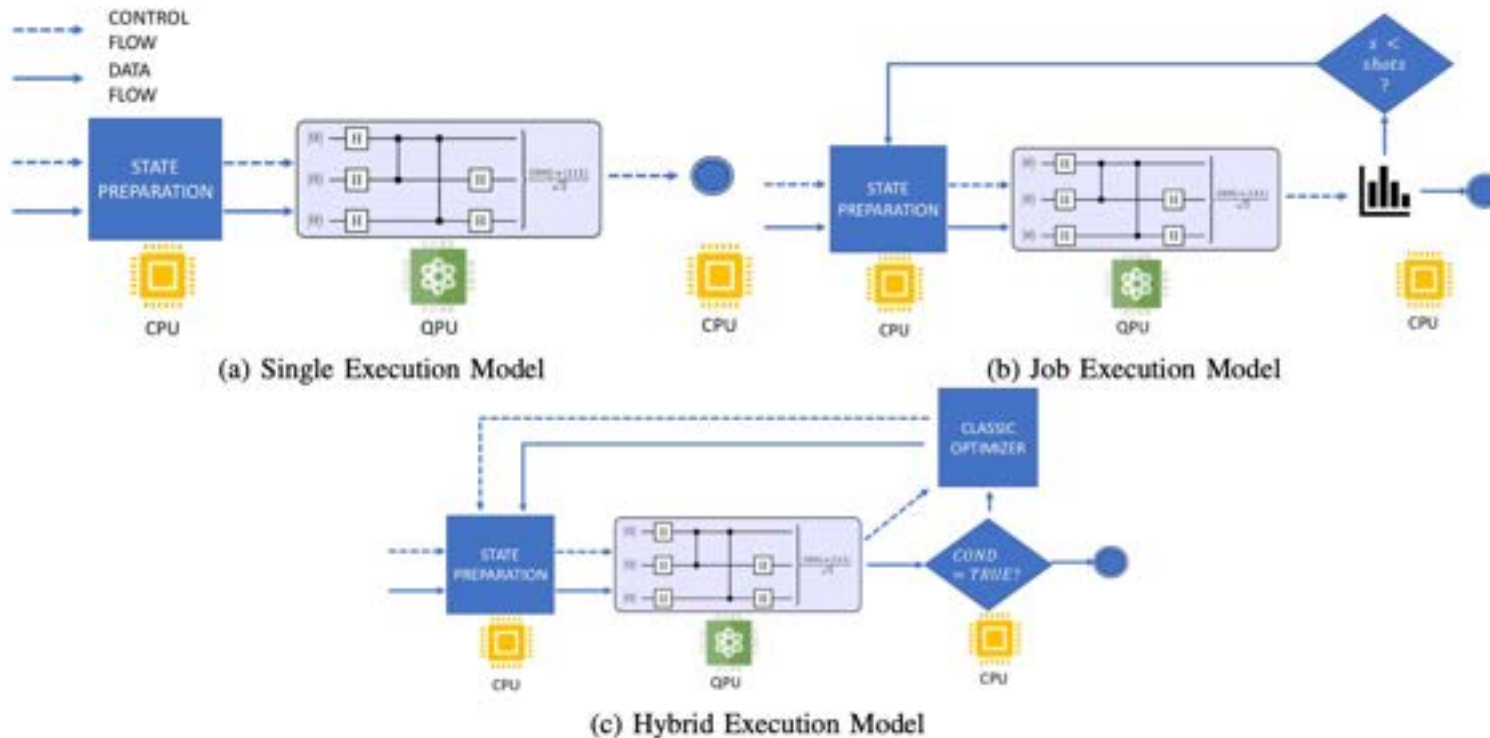 CONTROL
FLOW
DATA
FLOW
STATE
PREPARATION
H
H
H
H
H
CPU
QPU
CPU
(a) Single Execution Model
shots
?
STATE
PREPARATION
H
H
H
H
H
CPU
QPU
CPU
(b) Job Execution Model
CLASSIC
OPTIMIZER
STATE
PREPARATION
H
H
H
H
H
COND
=TRUE?
CPU
QPU
CPU
(c) Hybrid Execution Model